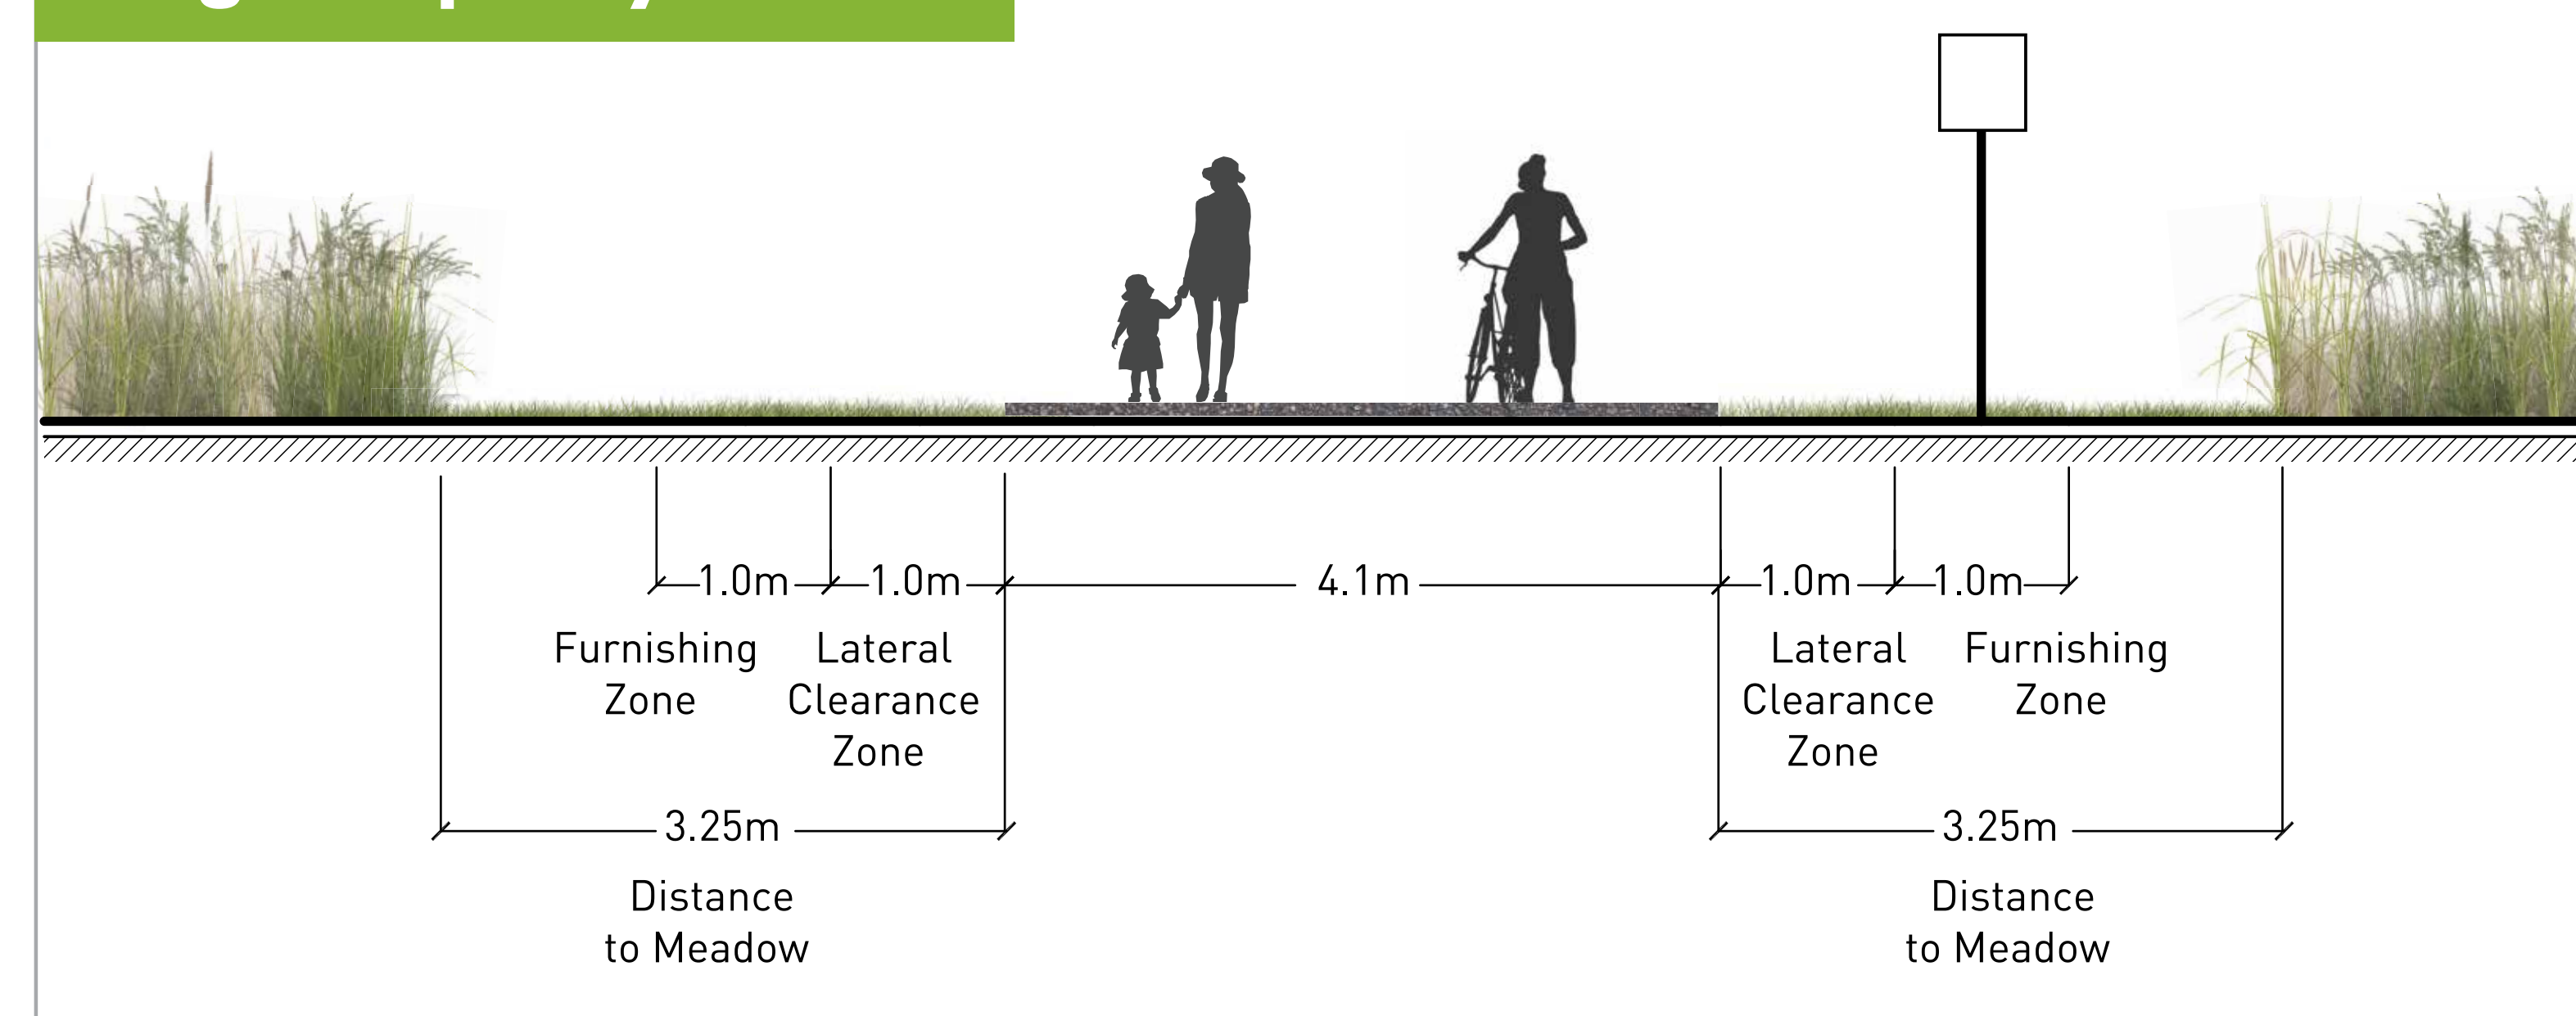 1.0m 1.0m 4.1m 1.0m 1.0m
Furnishing
Zone
Lateral
Clearance
Zone
Lateral
Clearance
Zone
Furnishing
Zone
3.25m 3.25m
Distance
to Meadow
Distance
to Meadow